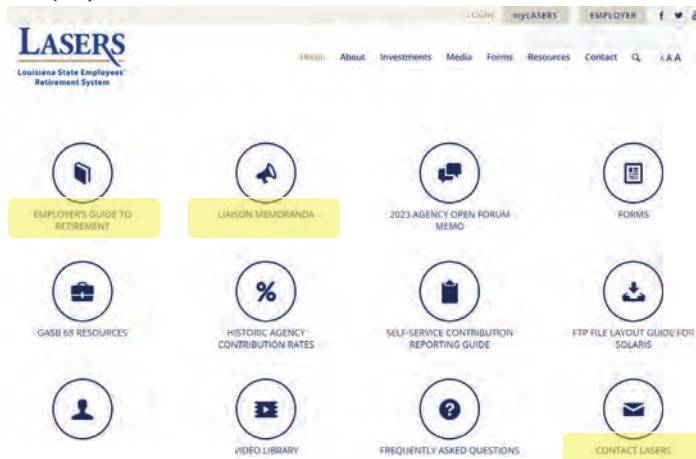 LOGIN myLASERS EMPLOYER
LASERS
Louisiana State Employees'
Retirement System
Home About Investments Media Forms Resources Contact A A A
EMPLOYER'S GUIDE TO
RETIREMENT
LIAISON MEMORANDA
2023 AGENCY OPEN FORUM
MEMO
FORMS
GASB 68 RESOURCES
HISTORIC AGENCY
CONTRIBUTION RATES
SELF-SERVICE CONTRIBUTION
REPORTING GUIDE
FTP FILE LAYOUT GUIDE FOR
SOLARIS
VIDEO LIBRARY
FREQUENTLY ASKED QUESTIONS
CONTACT LASERS